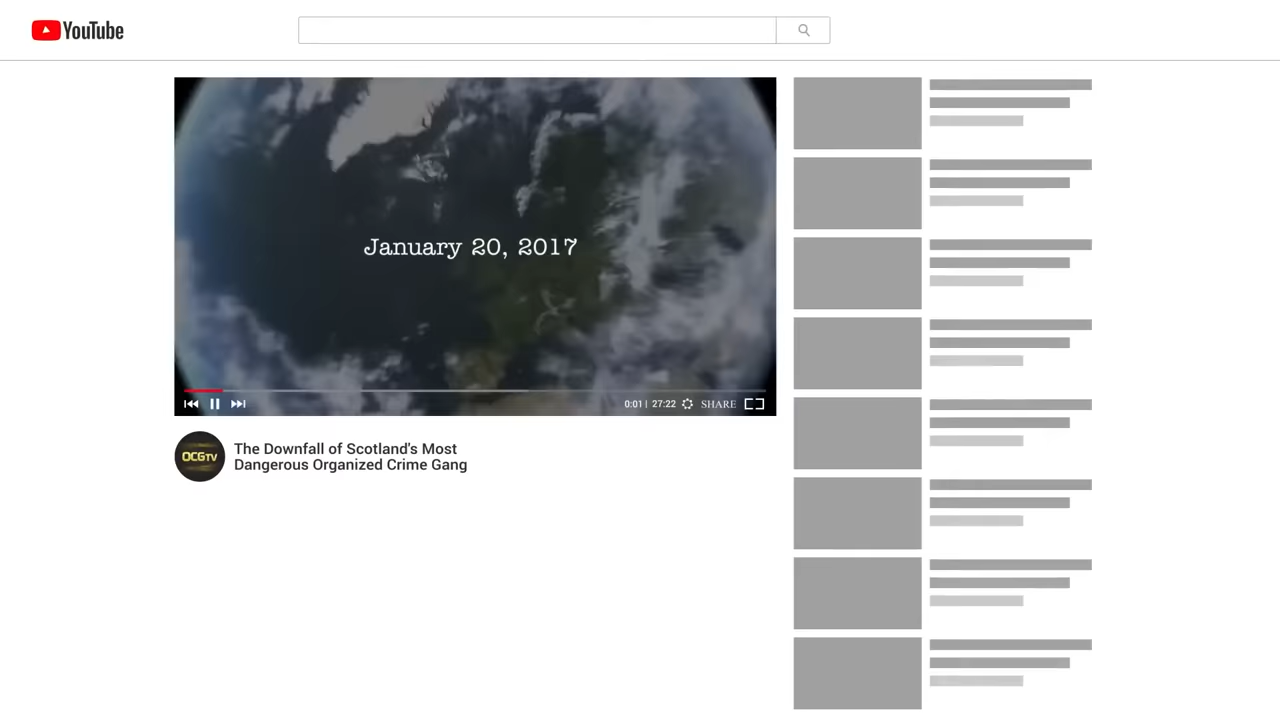 YouTube
January 20, 2017
0:01 | 27:22 SHARE
OCGTV
The Downfall of Scotland's Most
Dangerous Organized Crime Gang